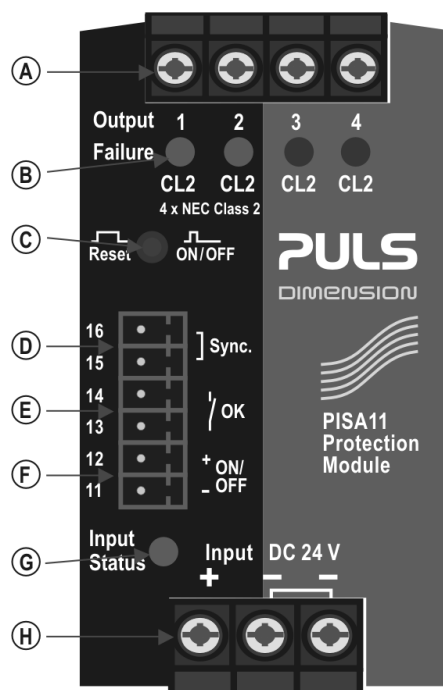 A
Output 1 2 3 4
Failure
B
CL2 CL2 CL2 CL2
4 x NEC Class 2
C
Reset ON/OFF
PULS
DIMENSION
16
D
Sync.
15
14
E
OK
13
12
+ ON/
F
- OFF
11
PISA11
Protection
Module
Input
Status
G
Input DC 24 V
+ - -
H